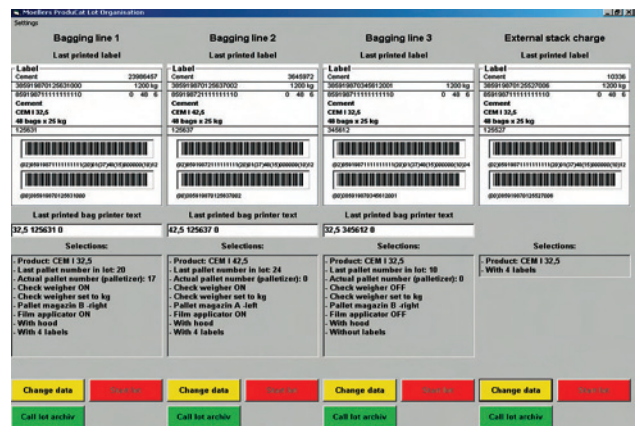 Moellers ProduCat Lot Organisation
Settings
Bagging line 1
Last printed label
Label
Cement 23986457
385919870125631000 1200 kg
859198711111111110 0 48 6
Cement
CEM I 32,5
48 bags x 25 kg
125631
Last printed bag printer text
32,5 125631 0
Selections:
- Product: CEM I 32,5
- Last pallet number in lot: 20
- Actual pallet number (palletizer): 17
- Check weigher ON
- Check weigher set to kg
- Pallet magazin B -right
- Film applicator ON
- With hood
- With 4 labels
Change data
Call lot archiv
Bagging line 2
Last printed label
Label
Cement 3645972
385919870125637002 1200 kg
Cement
CEM I 42,5
48 bags x 25 kg
125637
Last printed bag printer text
42,5 125637 0
Selections:
- Product: CEM I 42,5
- Last pallet number in lot: 24
- Actual pallet number (palletizer): 0
- Check weigher ON
- Check weigher set to kg
- Pallet magazin A -left
- Film applicator ON
- With hood
- With 4 labels
Change data
Call lot archiv
Bagging line 3
Last printed label
Label
Cement
385919870345612001 1200 kg
Cement
CEM I 32,5
48 bags x 25 kg
345612
Last printed bag printer text
32,5 345612 0
Selections:
- Product: CEM I 32,5
- Last pallet number in lot: 10
- Actual pallet number (palletizer): 0
- Check weigher OFF
- Check weigher set to kg
- Pallet magazin B -right
- Film applicator OFF
- With hood
- Without labels
Change data
Call lot archiv
External stack charge
Last printed label
Label
Cement 10336
385919870125527006 1200 kg
Cement
CEM I 32,5
48 bags x 25 kg
125527
Selections:
- Product: CEM I 32,5
- With 4 labels
Change data
Call lot archiv